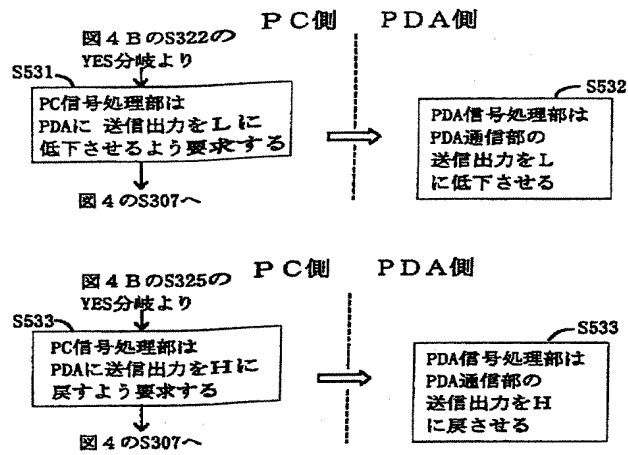 PC側 PDA側
図4BのS322の
YES分岐より
S531
PC信号処理部は
PDAに 送信出力をLに
低下させるよう要求する
図4のS307へ
S532
PDA信号処理部は
PDA通信部の
送信出力をL
に低下させる
PC側 PDA側
図4BのS325の
YES分岐より
S533
PC信号処理部は
PDAに送信出力をHに
戻すよう要求する
図4のS307へ
S533
PDA信号処理部は
PDA通信部の
送信出力をH
に戻させる